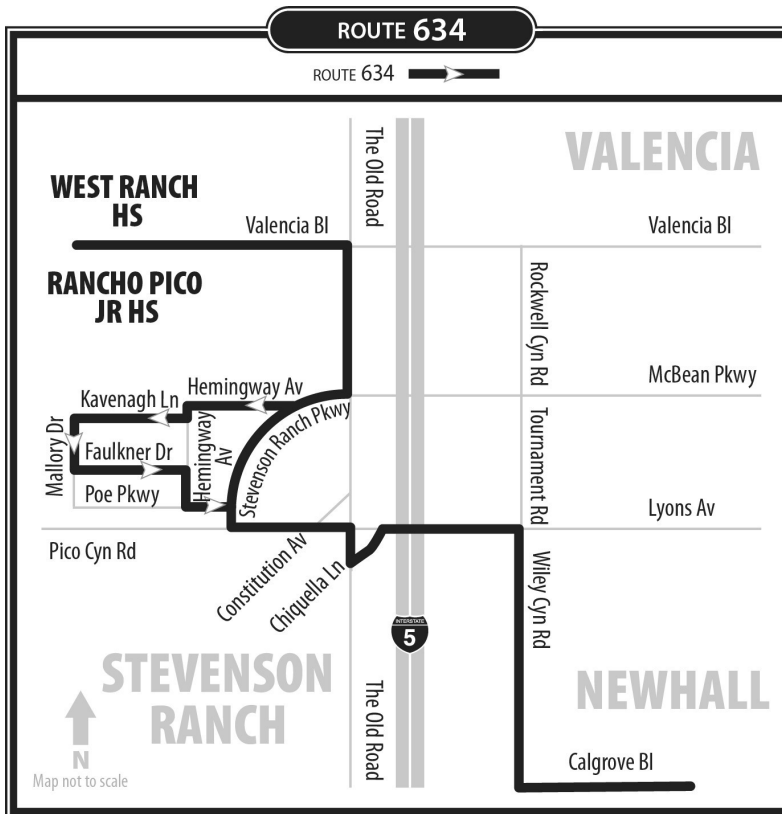 ROUTE 634
ROUTE 634
VALENCIA
The Old Road
WEST RANCH
HS
Valencia Bl
Valencia Bl
RANCHO PICO
JR HS
Rockwell Cyn Rd
McBean Pkwy
Hemingway Av
Kavenagh Ln
Stevenson Ranch Pkwy
Mallory Dr
Faulkner Dr
Hemingway
Av
Poe Pkwy
Tournament Rd
Lyons Av
Pico Cyn Rd
Constitution Av
Chiquella Ln
Wiley Cyn Rd
INTERSTATE
5
STEVENSON
RANCH
NEWHALL
The Old Road
N
Map not to scale
Calgrove Bl